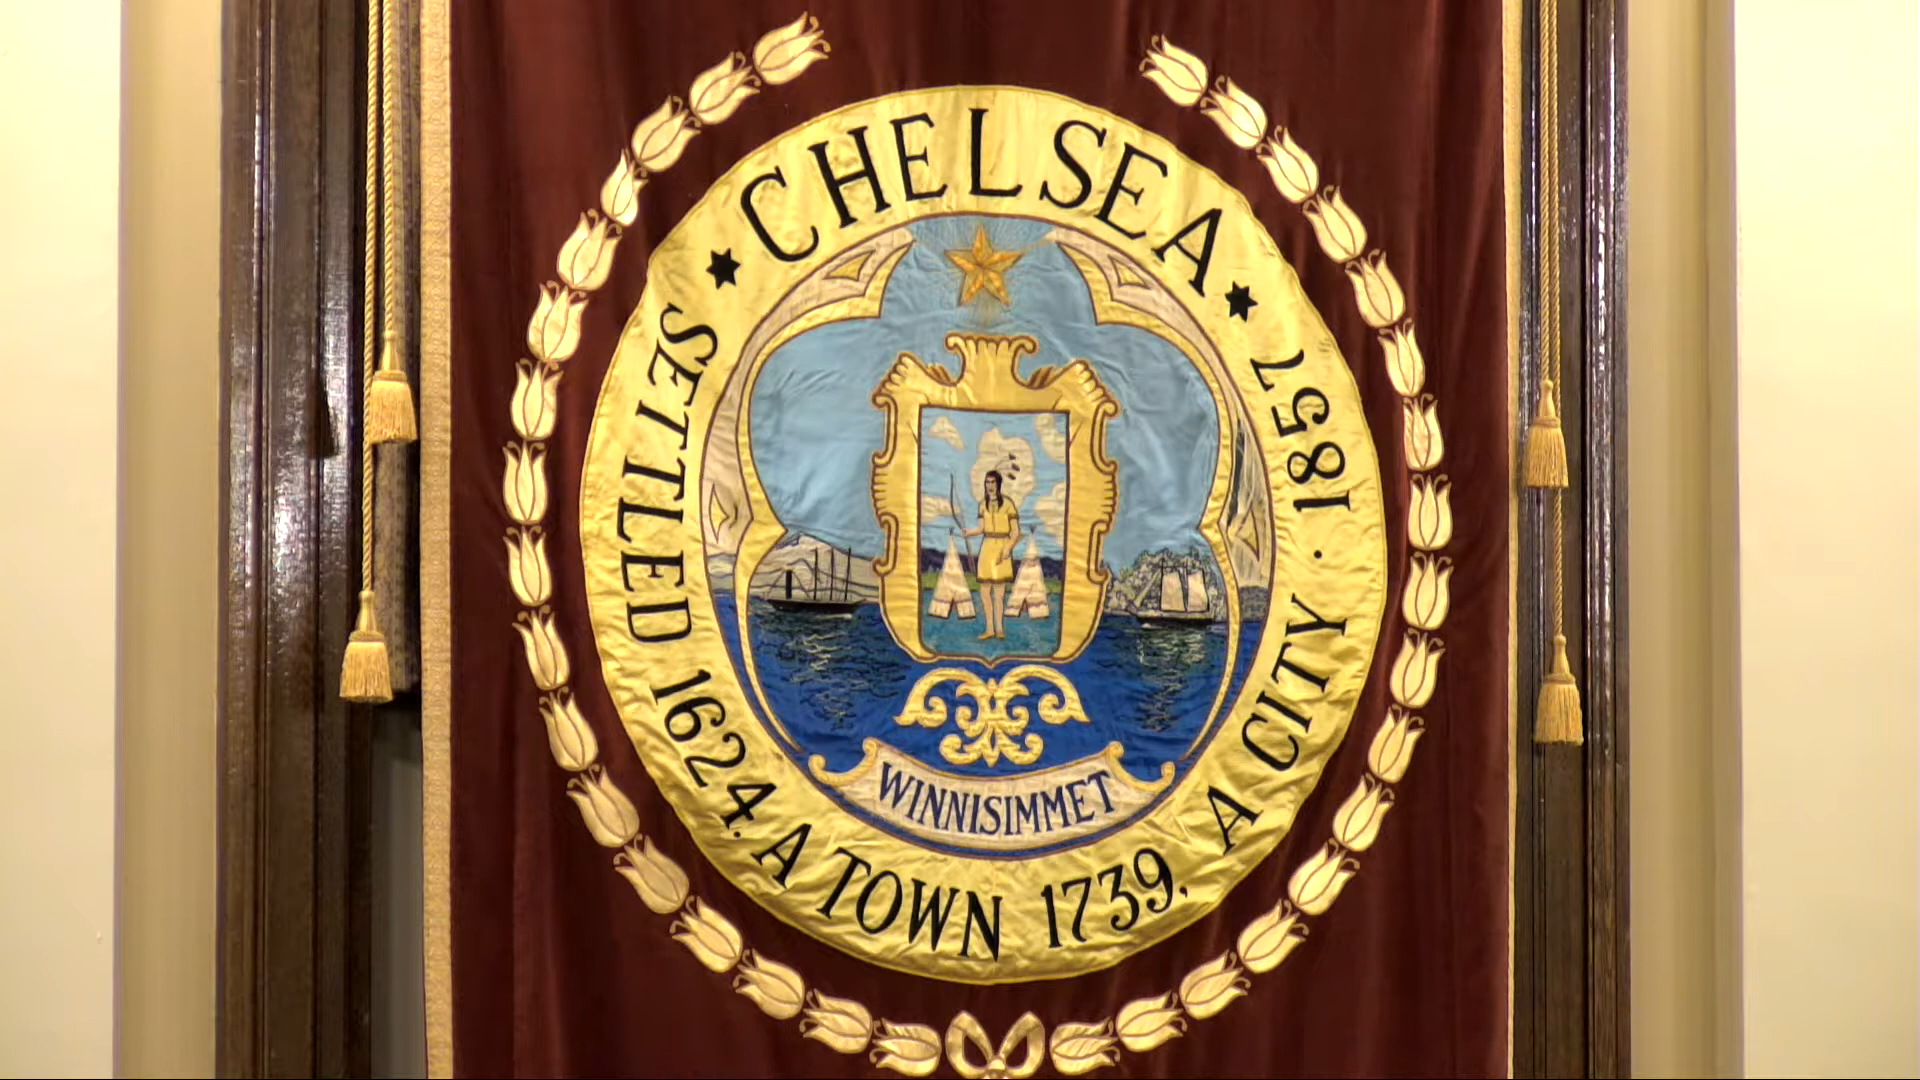 CHELSEA
SETTLED 1624. A TOWN 1739. A CITY · 1857
WINNISIMMET